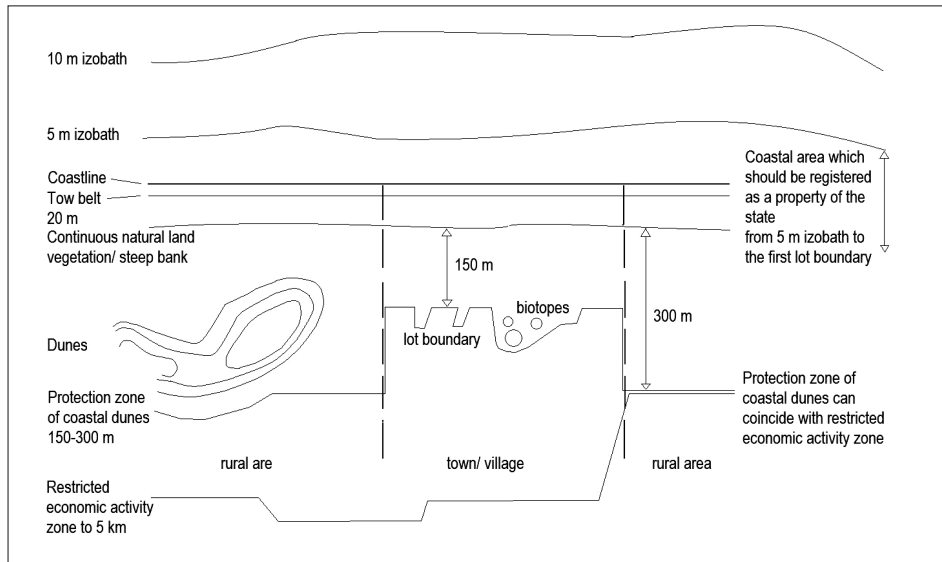 10 m izobath
5 m izobath
Coastline
Tow belt
20 m
Continuous natural land
vegetation/ steep bank
Coastal area which
should be registered
as a property of the
state
from 5 m izobath to
the first lot boundary
150 m
biotopes
lot boundary
300 m
Dunes
Protection zone
of coastal dunes
150-300 m
Protection zone of
coastal dunes can
coincide with restricted
economic activity zone
rural are
town/ village
rural area
Restricted
economic activity
zone to 5 km